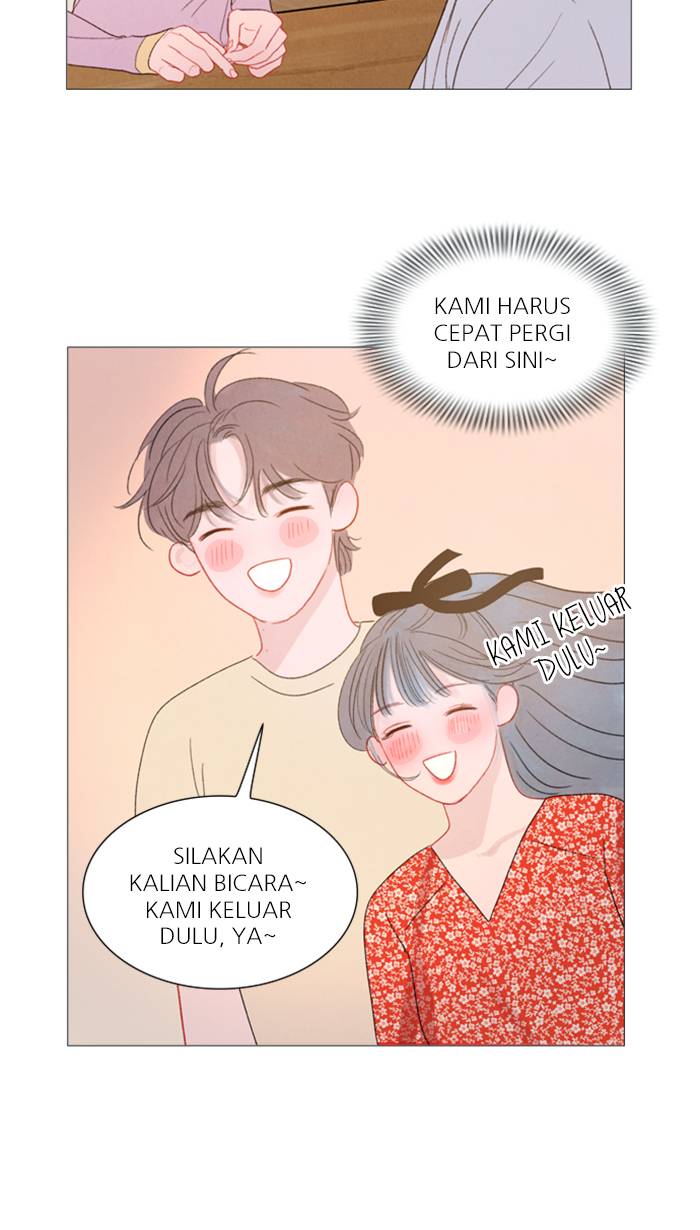 KAMI HARUS
CEPAT PERGI
DARI SINI~
KAMI KELUAR
DULU~
SILAKAN
KALIAN BICARA~
KAMI KELUAR
DULU, YA~